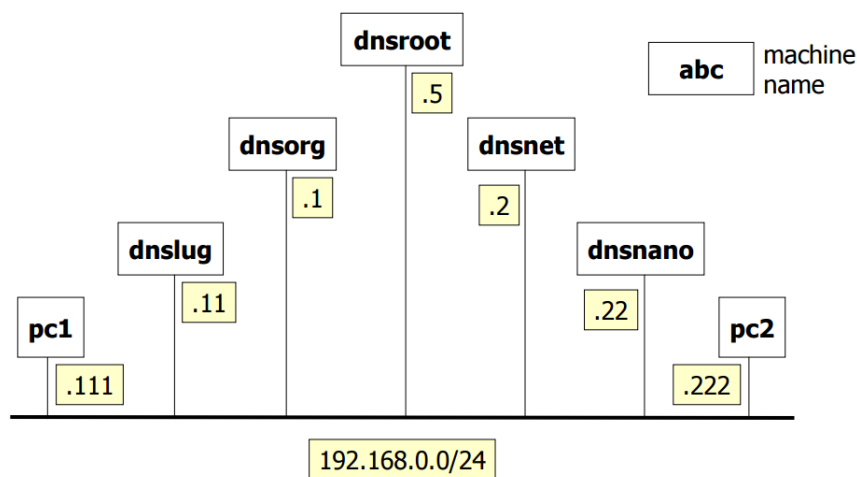 dnsroot
abc
machine
name
.5
dnsorg
dnsnet
.1
.2
dnslug
dnsnano
.11
.22
pc1
pc2
.111
.222
192.168.0.0/24